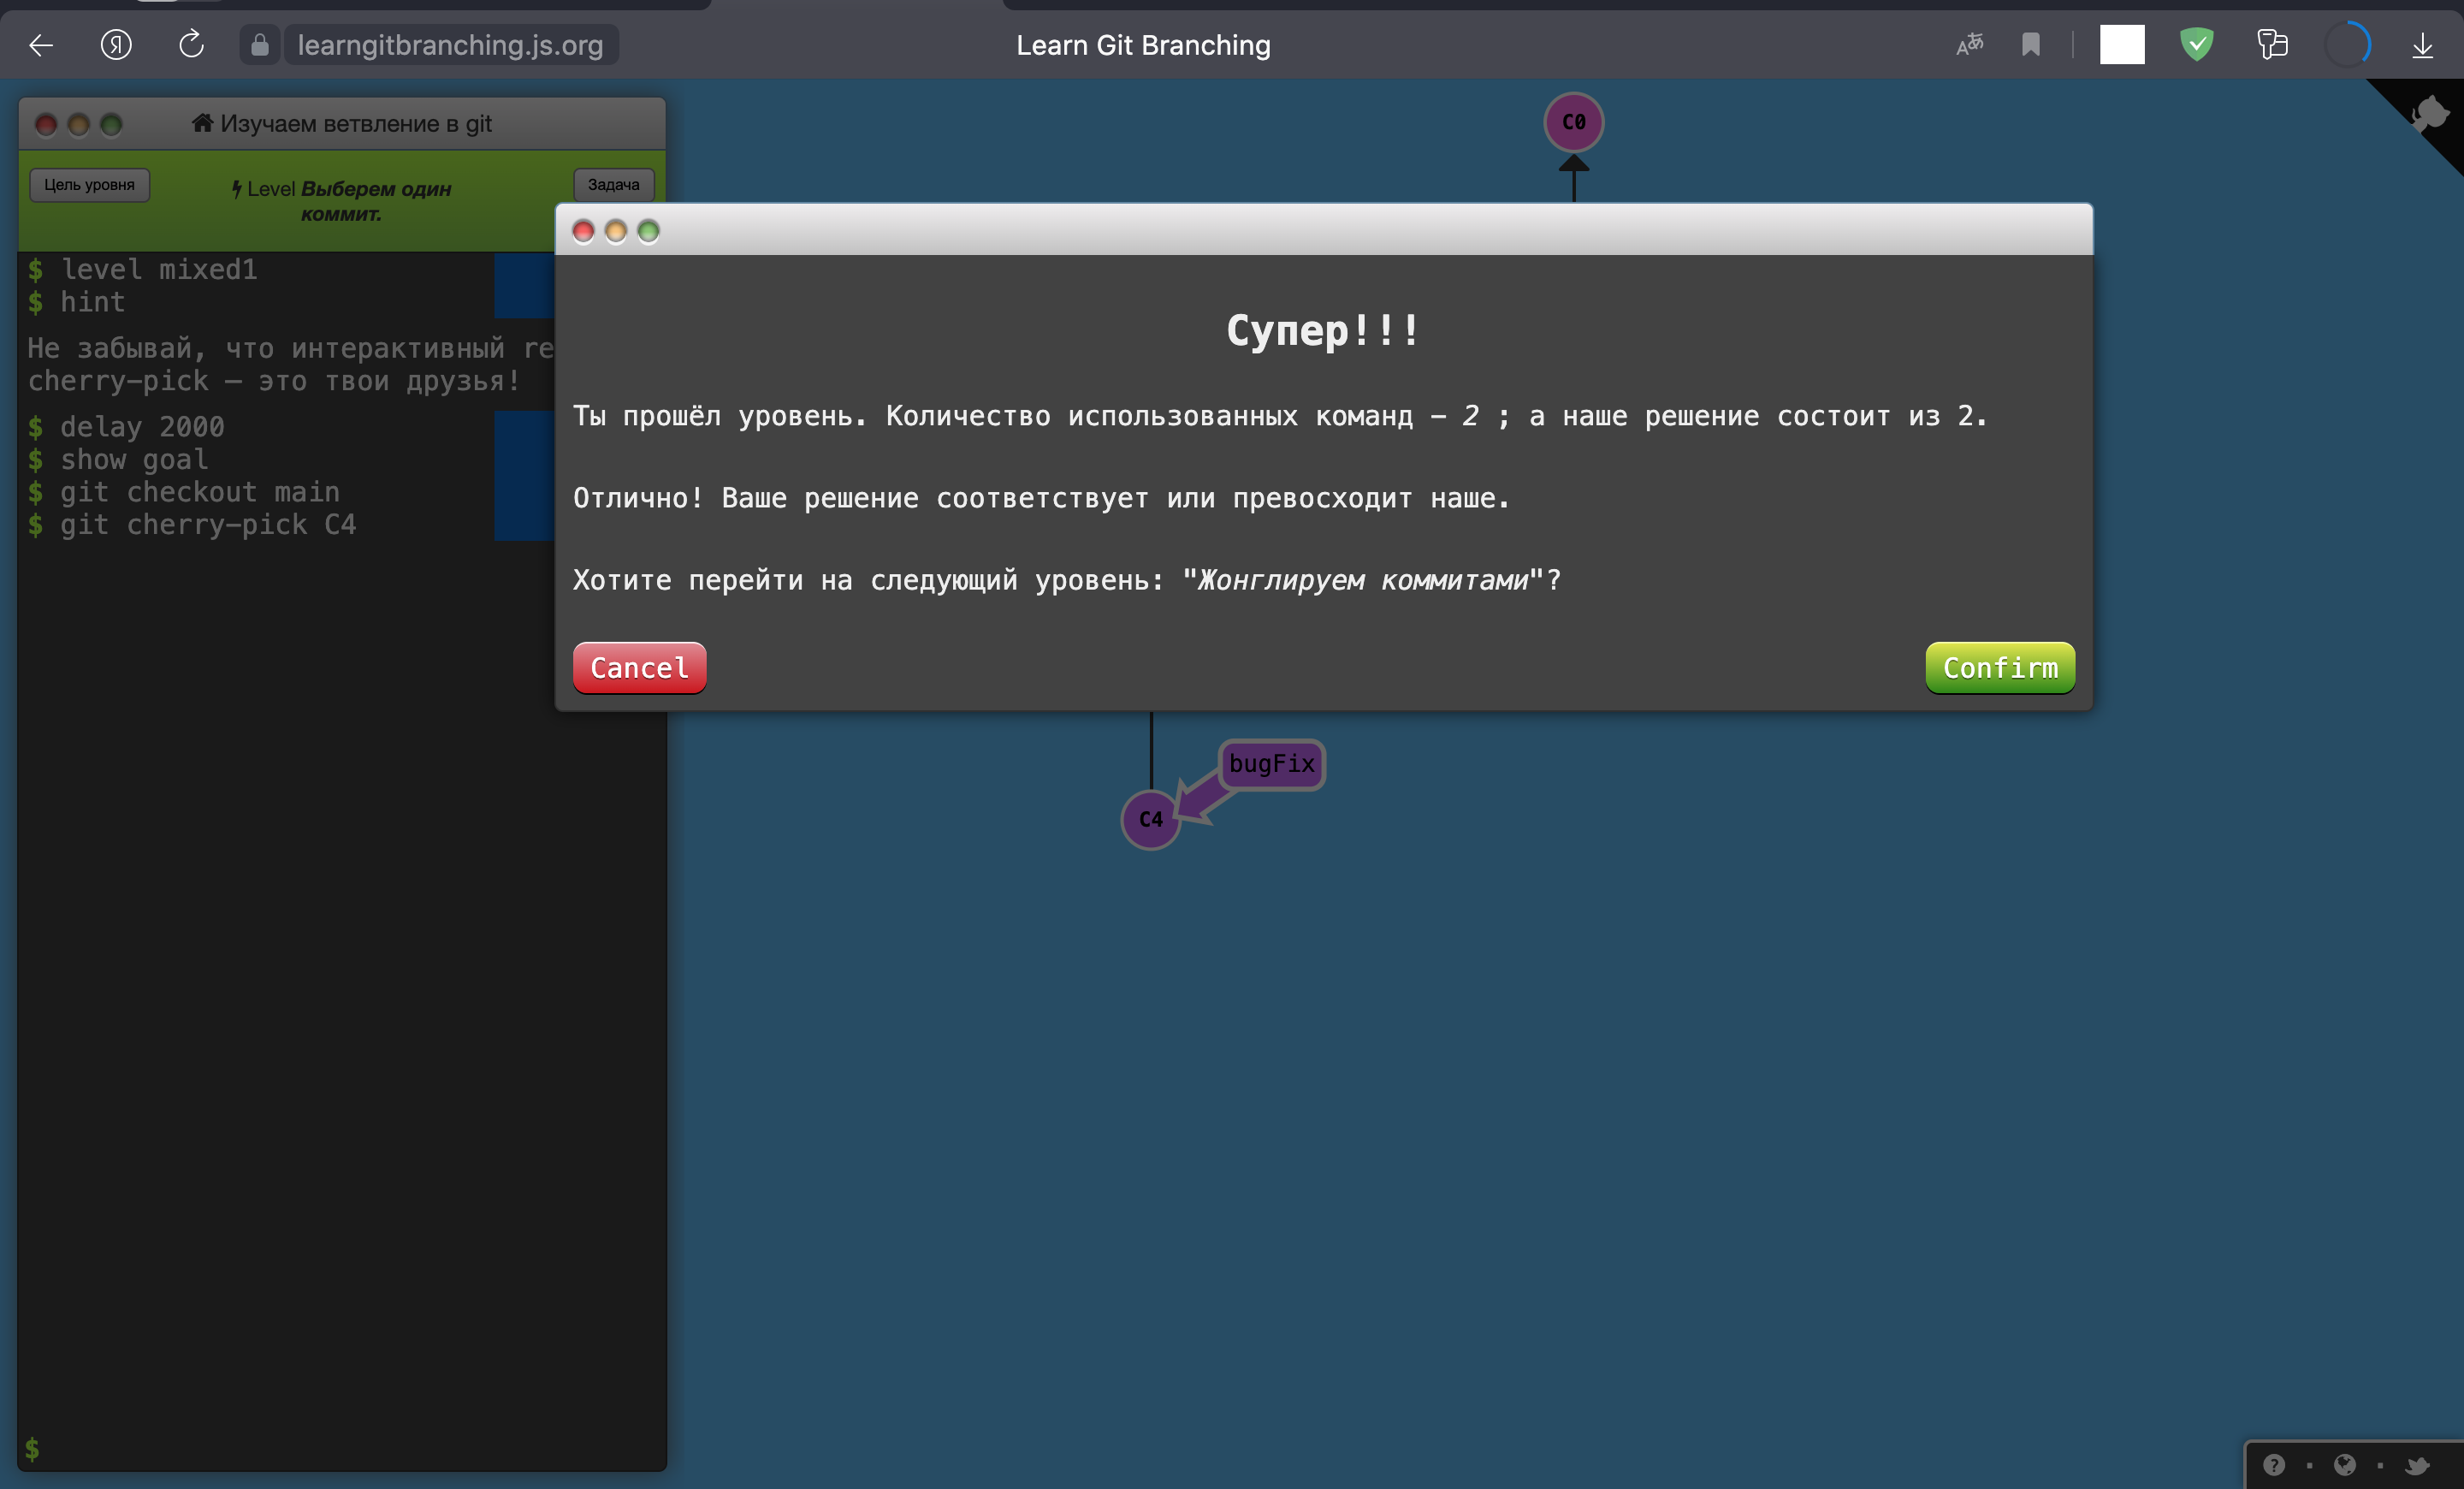 learngitbranching.js.org
Learn Git Branching
Изучаем ветвление в git
Цель уровня
Level Выберем один
коммит.
Задача
$ level mixed1
$ hint
Не забывай, что интерактивный re
cherry-pick – это твои друзья!
$ delay 2000
$ show goal
$ git checkout main
$ git cherry-pick C4
$
C0
Супер!!!
Ты прошёл уровень. Количество использованных команд – 2 ; а наше решение состоит из 2.
Отлично! Ваше решение соответствует или превосходит наше.
Хотите перейти на следующий уровень: "Жонглируем коммитами"?
Cancel
Confirm
bugFix
C4